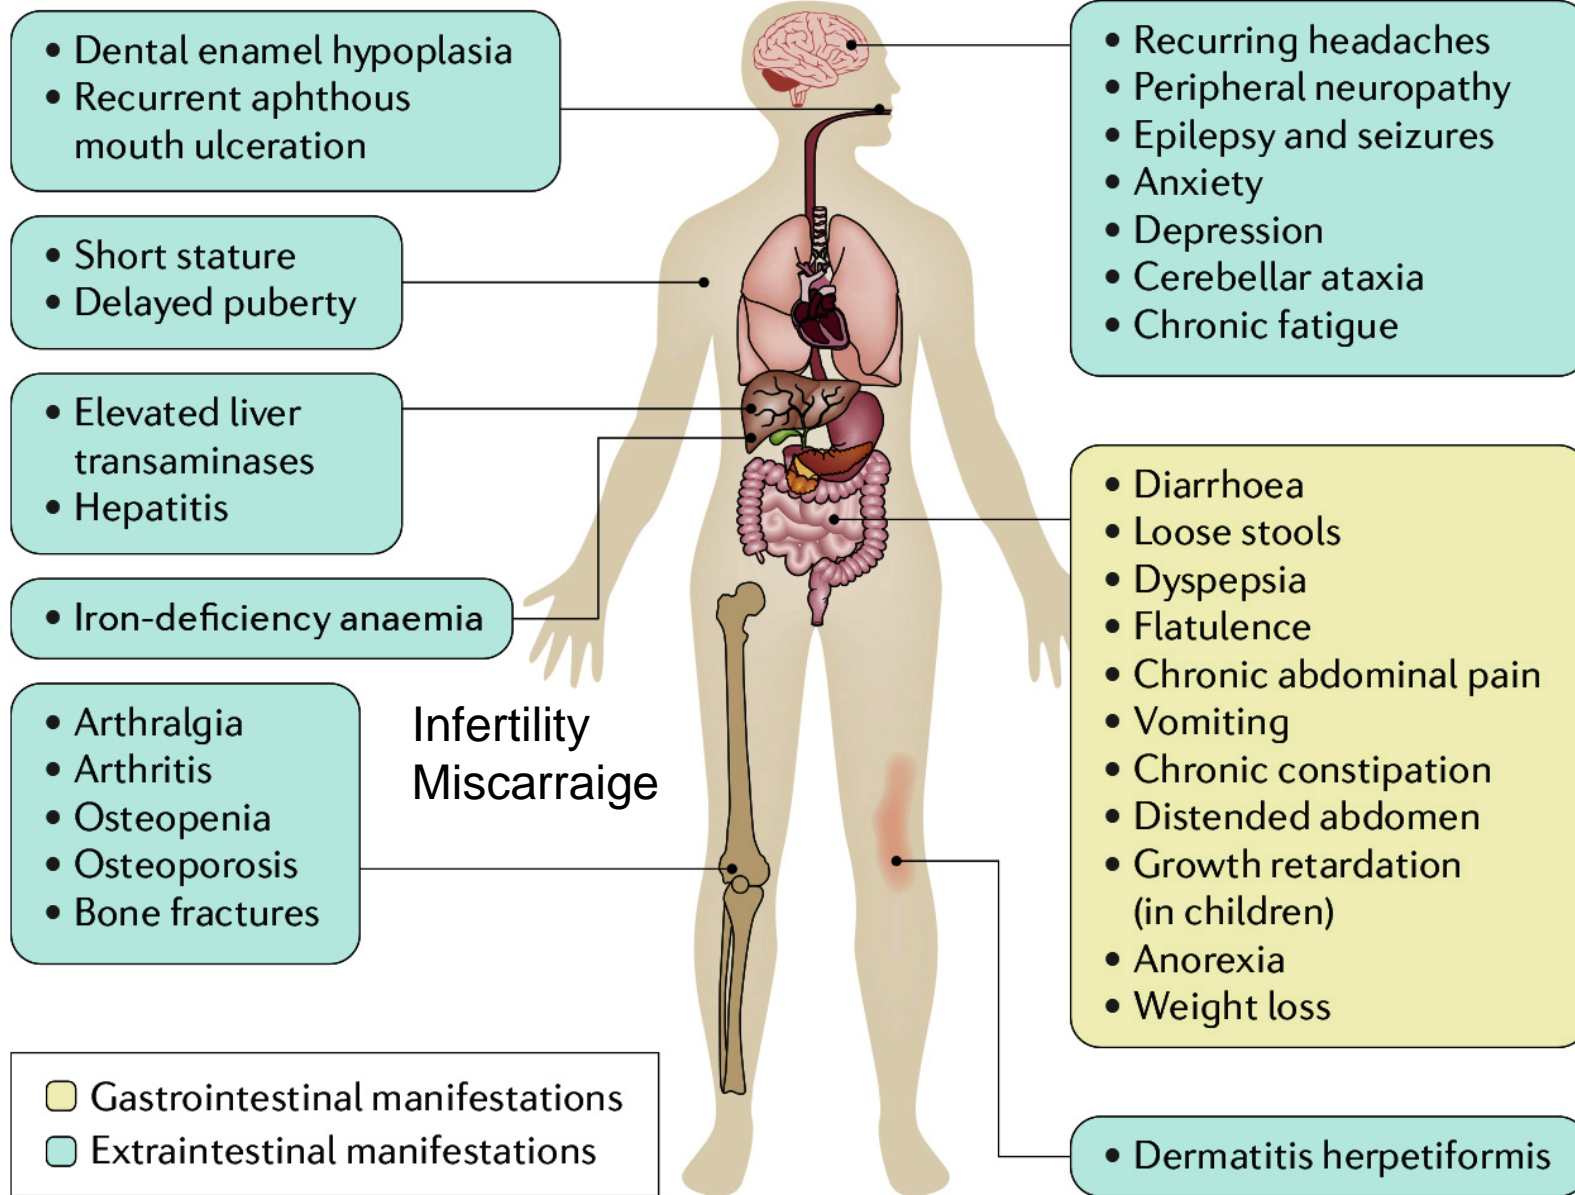 • Dental enamel hypoplasia
• Recurrent aphthous
mouth ulceration
• Short stature
• Delayed puberty
• Elevated liver
transaminases
• Hepatitis
• Iron-deficiency anaemia
• Arthralgia
• Arthritis
• Osteopenia
• Osteoporosis
• Bone fractures
Infertility
Miscarraige
• Recurring headaches
• Peripheral neuropathy
• Epilepsy and seizures
• Anxiety
• Depression
• Cerebellar ataxia
• Chronic fatigue
• Diarrhoea
• Loose stools
• Dyspepsia
• Flatulence
• Chronic abdominal pain
• Vomiting
• Chronic constipation
• Distended abdomen
• Growth retardation
(in children)
• Anorexia
• Weight loss
• Dermatitis herpetiformis
Gastrointestinal manifestations
Extraintestinal manifestations